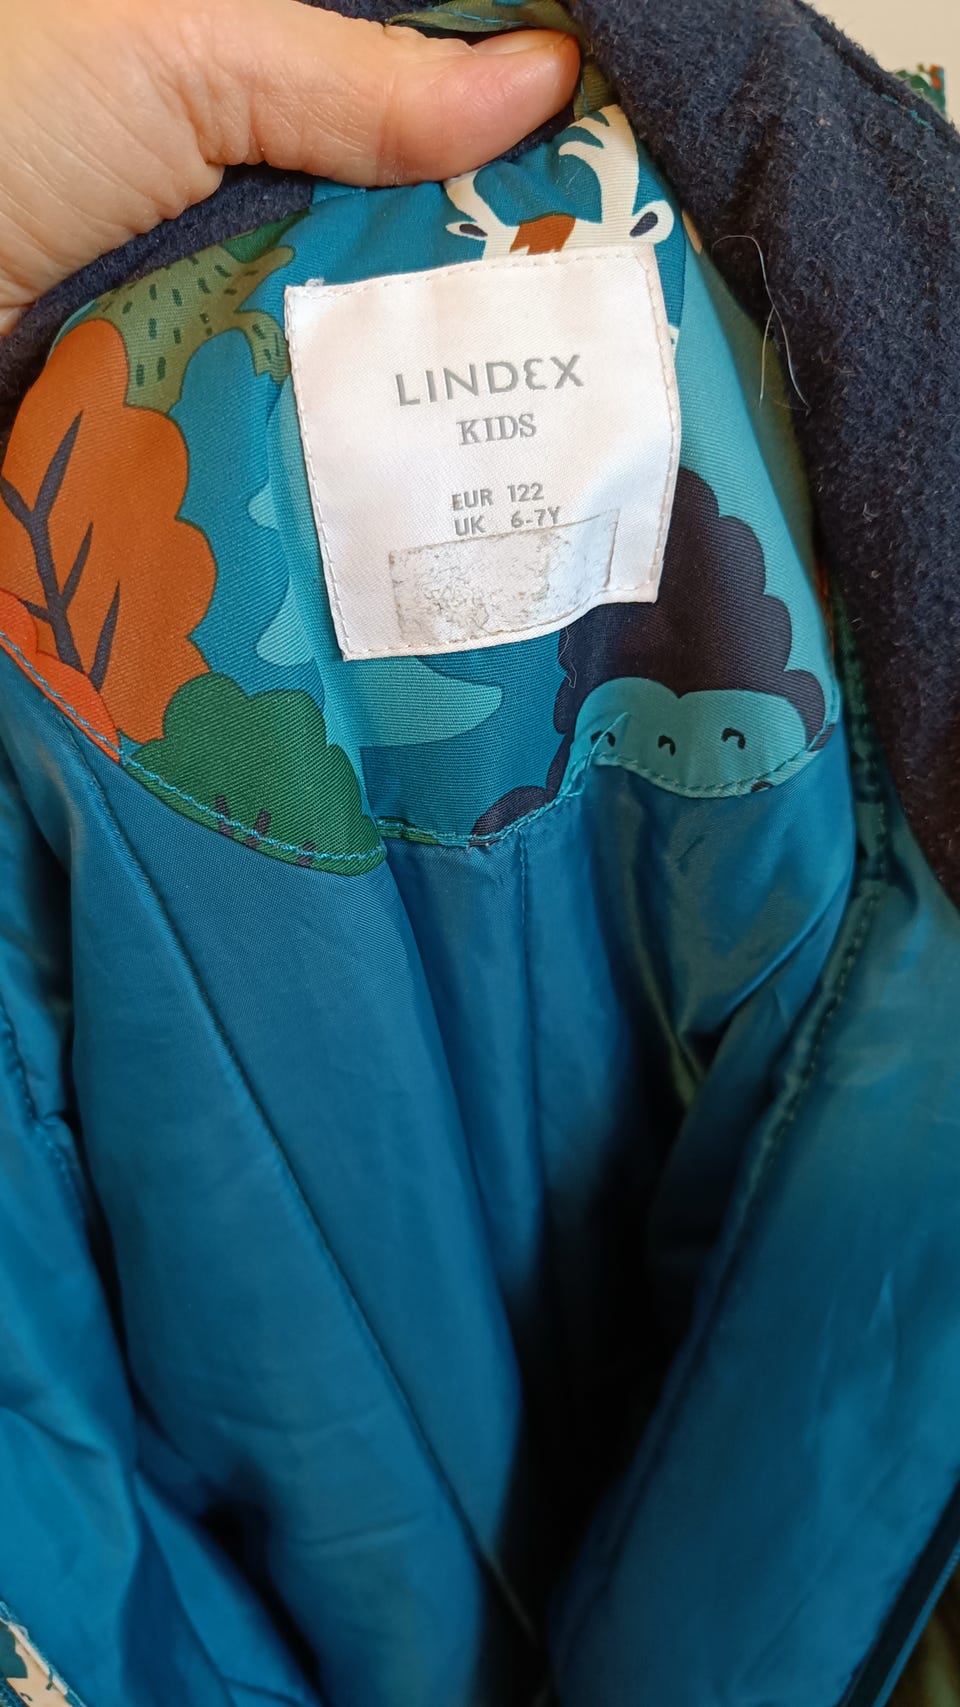 LINDEX
KIDS
EUR 122
UK 6-7Y